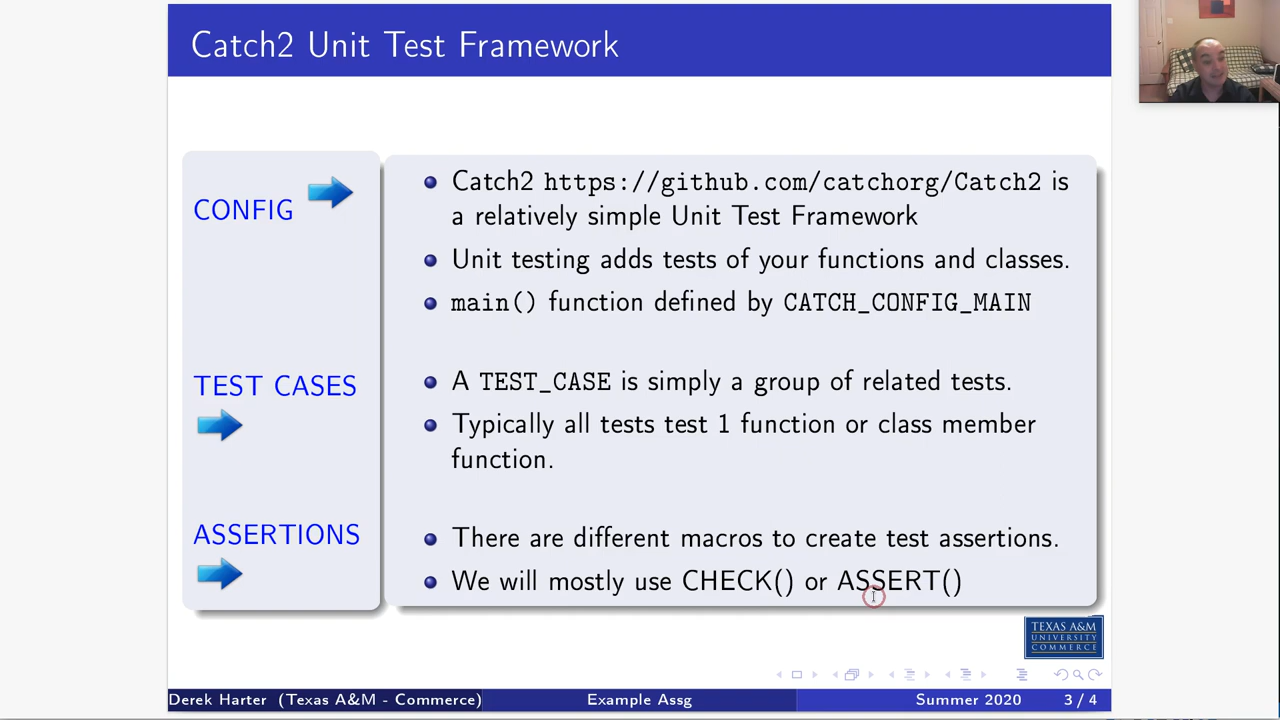 Catch2 Unit Test Framework
CONFIG
Catch2 https://github.com/catchorg/Catch2 is
a relatively simple Unit Test Framework
Unit testing adds tests of your functions and classes.
main() function defined by CATCH_CONFIG_MAIN
TEST CASES
A TEST_CASE is simply a group of related tests.
Typically all tests test 1 function or class member
function.
ASSERTIONS
There are different macros to create test assertions.
We will mostly use CHECK() or ASSERT()
TEXAS A&M
UNIVERSITY
COMMERCE
Derek Harter (Texas A&M - Commerce) Example Assg Summer 2020 3 / 4